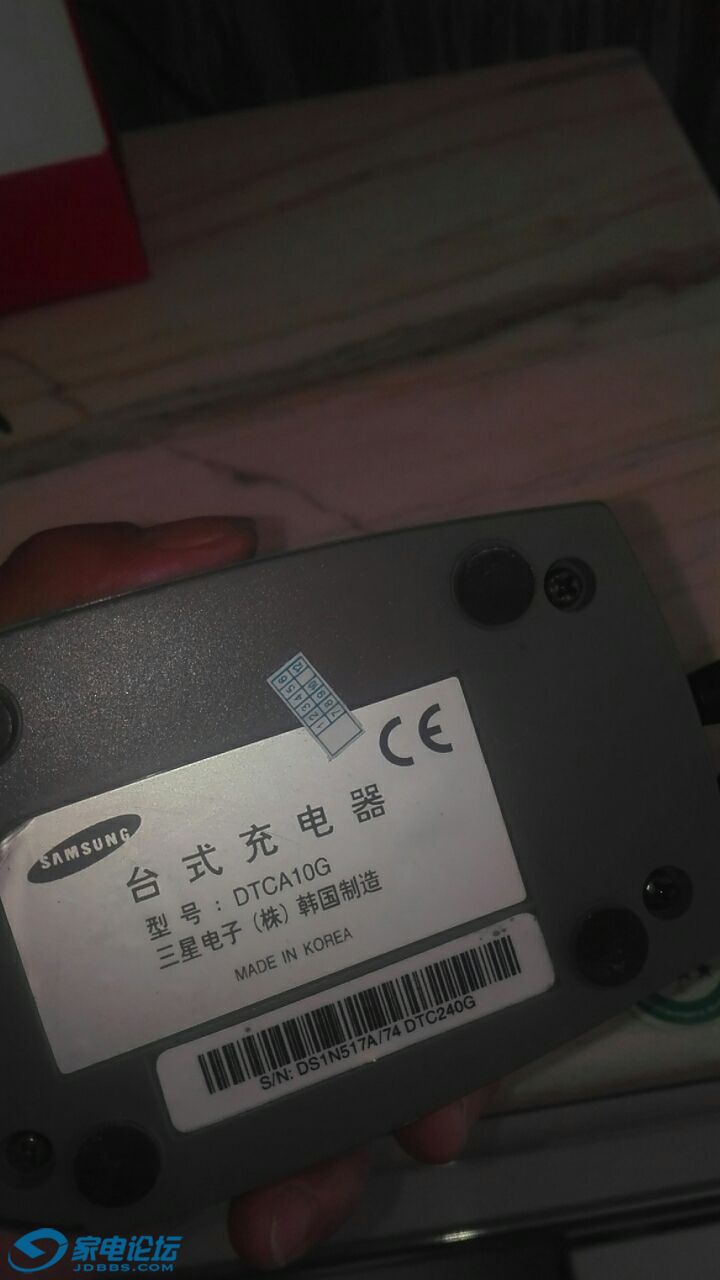 CE
SAMSUNG
台式充电器
型号：DTCA10G
三星电子（株）韩国制造
MADE IN KOREA
S/N: DS1N517A/74 DTC240G
家电论坛
JDBBS.COM